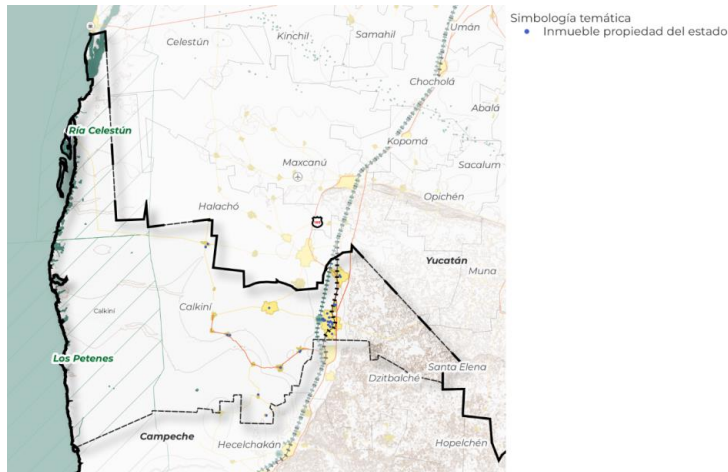 Simbología temática
Inmueble propiedad del estado
Umán
Celestún
Kinchil
Samahil
Chocholá
Abalá
Ría Celestún
Kopomá
Maxcanú
Sacalum
Opichén
Halachó
Yucatán
Muna
Calkiní
Calkiní
Los Petenes
Santa Elena
Dzitbalché
Campeche
Hecelchakán
Hopelchén